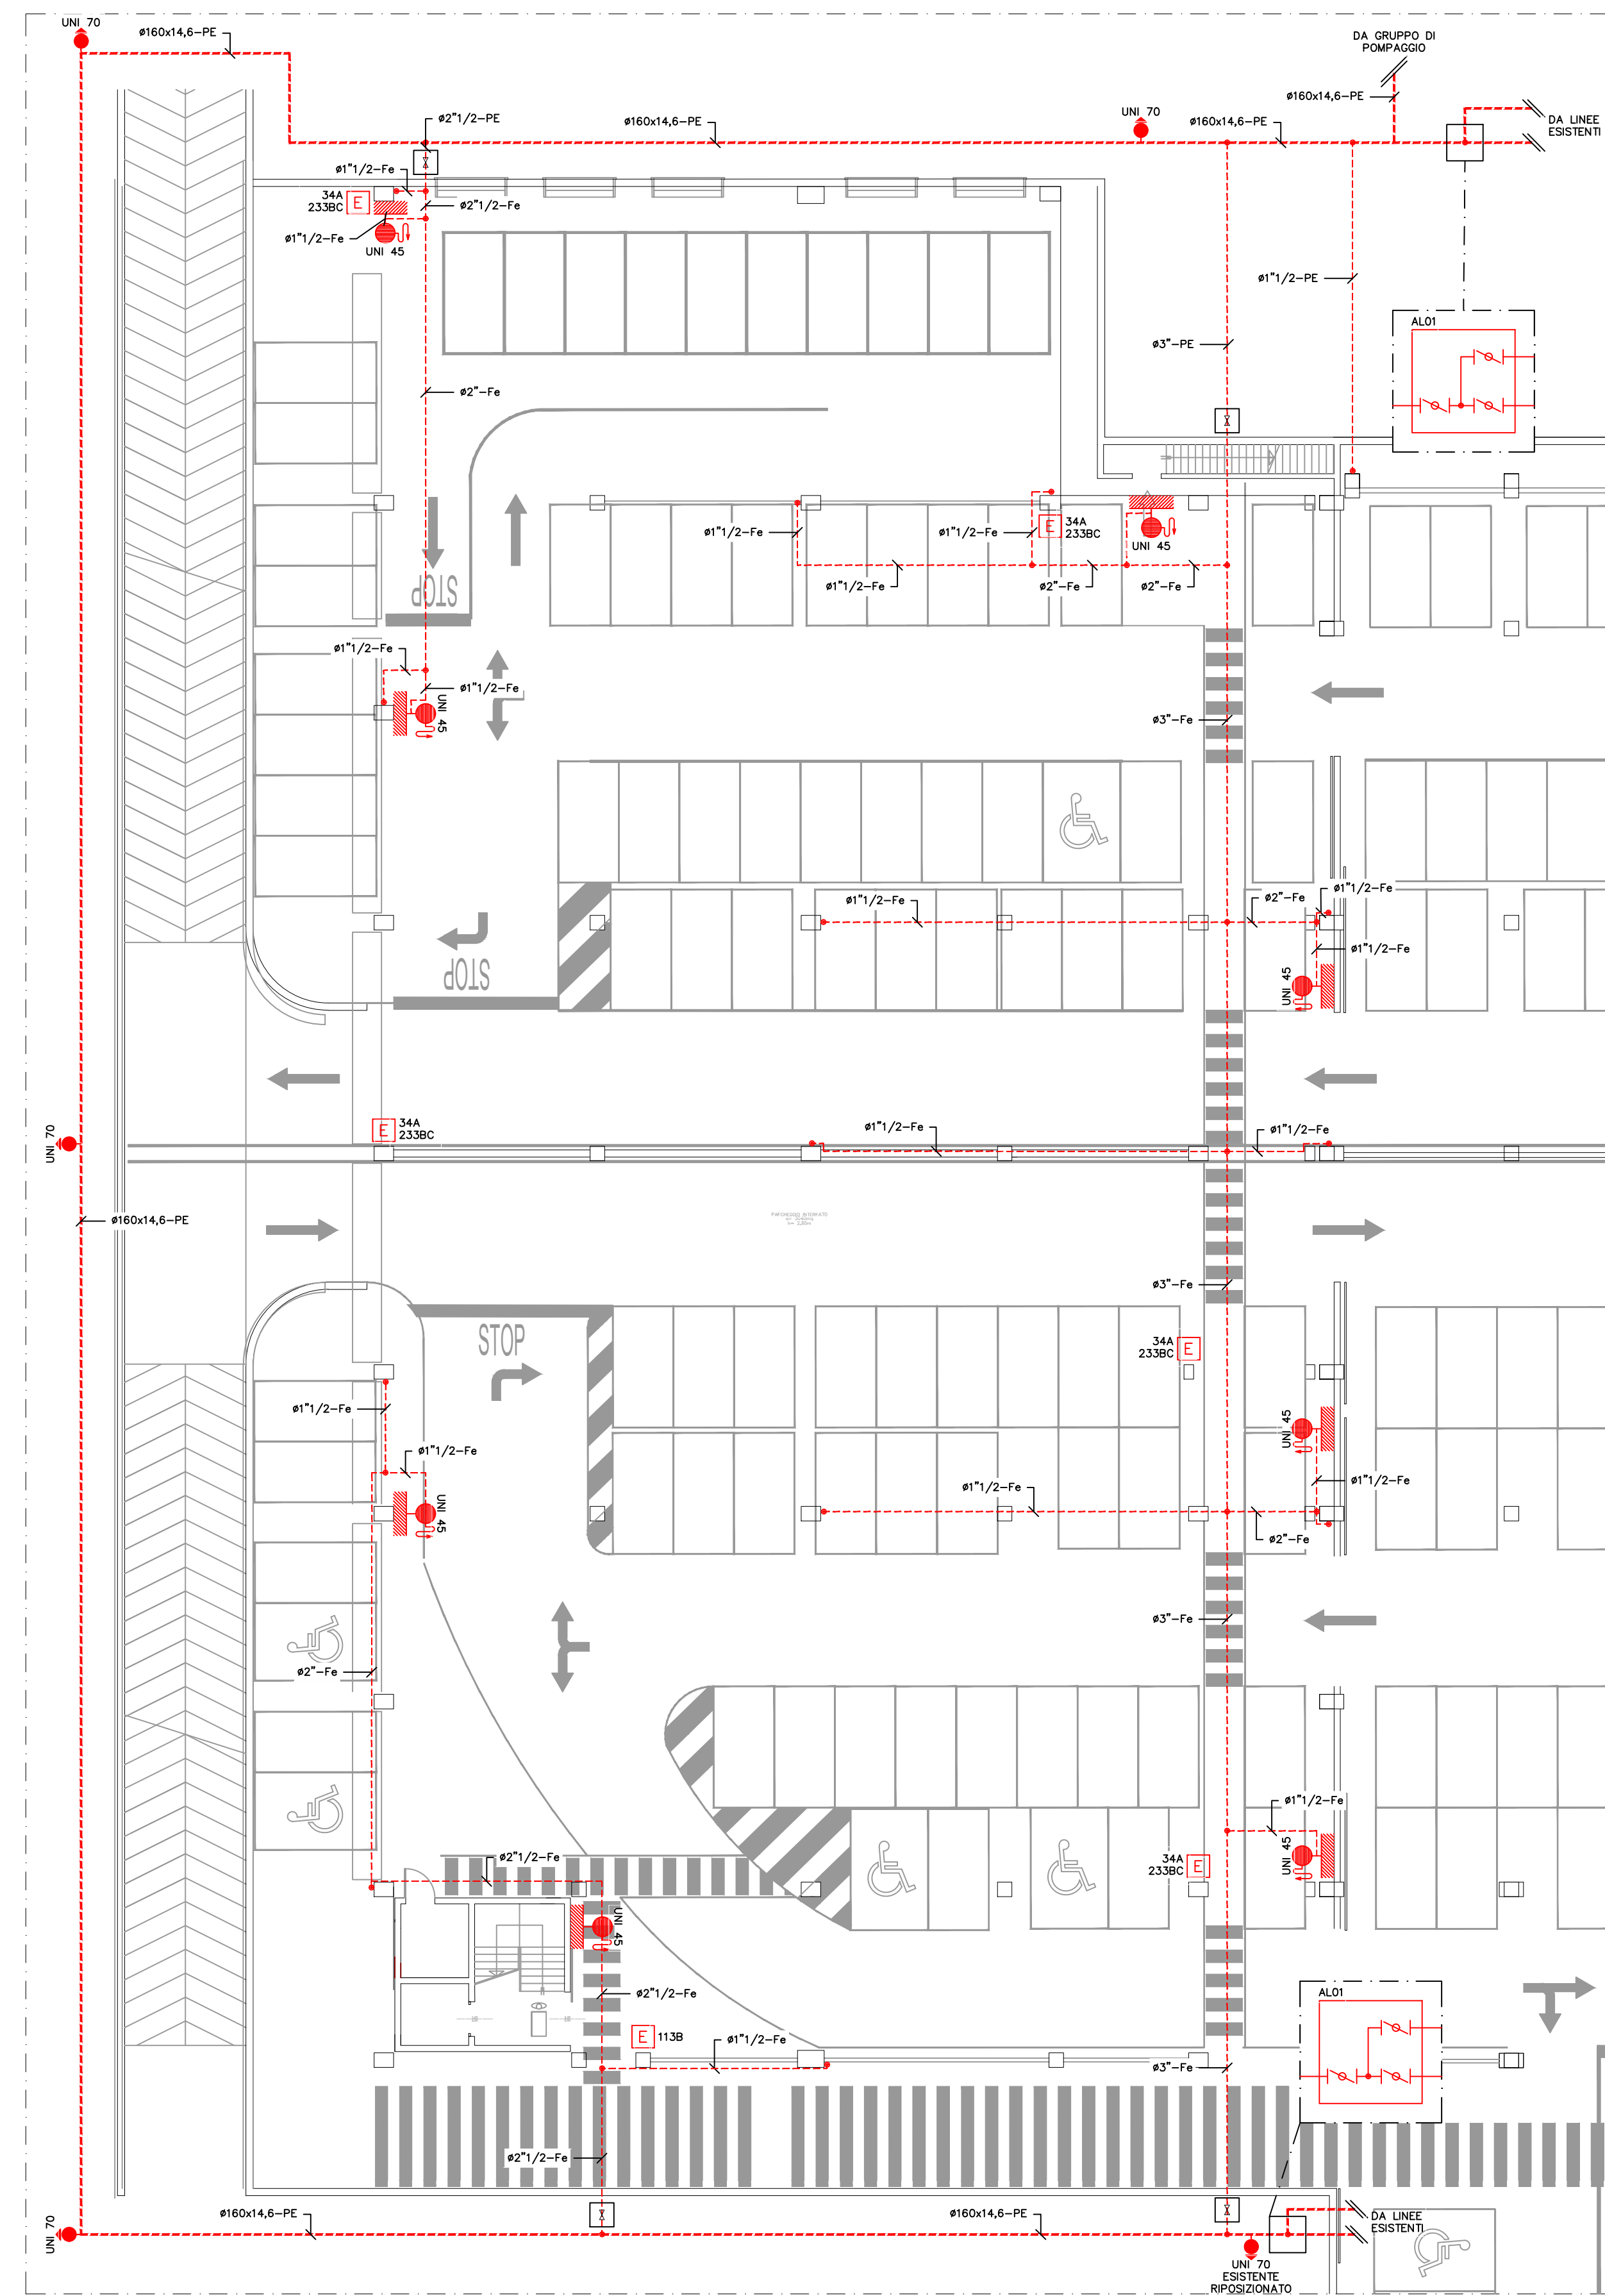 UNI 70
ø160x14,6-PE
DA GRUPPO DI
POMPAGGIO
ø160x14,6-PE
ø2"1/2-PE
ø160x14,6-PE
UNI 70
ø160x14,6-PE
DA LINEE
ESISTENTI
ø1"1/2-Fe
34A
233BC
E
ø2"1/2-Fe
ø1"1/2-Fe
UNI 45
ø1"1/2-PE
AL01
ø3"-PE
ø2"-Fe
ø1"1/2-Fe
ø1"1/2-Fe
E
34A
233BC
UNI 45
STOP
ø1"1/2-Fe
ø2"-Fe
ø2"-Fe
ø1"1/2-Fe
ø1"1/2-Fe
UNI 45
ø3"-Fe
ø1"1/2-Fe
ø2"-Fe
ø1"1/2-Fe
ø1"1/2-Fe
STOP
UNI 45
UNI 70
E
34A
233BC
ø1"1/2-Fe
ø1"1/2-Fe
ø160x14,6-PE
PARCHEGGIO INTERRATO
ø3"-Fe
STOP
34A
233BC
E
ø1"1/2-Fe
ø1"1/2-Fe
UNI 45
UNI 45
ø1"1/2-Fe
ø1"1/2-Fe
ø2"-Fe
ø3"-Fe
ø2"-Fe
ø1"1/2-Fe
ø2"1/2-Fe
34A
233BC
E
UNI 45
UNI 45
ø2"1/2-Fe
AL01
E
113B
ø1"1/2-Fe
ø3"-Fe
ø2"1/2-Fe
UNI 70
ø160x14,6-PE
ø160x14,6-PE
DA LINEE
ESISTENTI
UNI 70
ESISTENTE
RIPOSIZIONATO